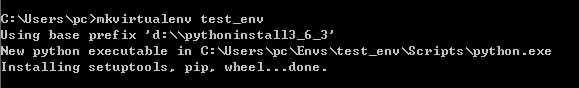 C:\Users\pc>mkvirtualenv test_env
Using base prefix 'd:\\pythoninstall3_6_3'
New python executable in C:\Users\pc\Envs\test_env\Scripts\python.exe
Installing setuptools, pip, wheel...done.